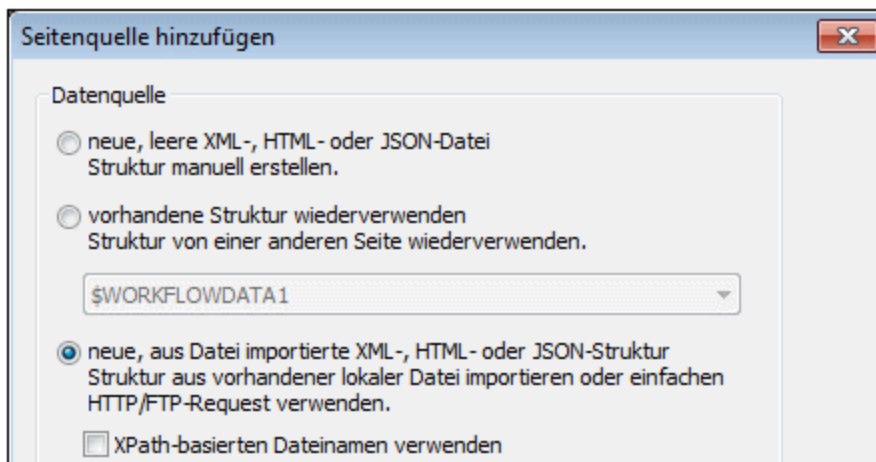 Seitenquelle hinzufügen
Datenquelle
neue, leere XML-, HTML- oder JSON-Datei
Struktur manuell erstellen.
vorhandene Struktur wiederverwenden
Struktur von einer anderen Seite wiederverwenden.
$WORKFLOWDATA1
neue, aus Datei importierte XML-, HTML- oder JSON-Struktur
Struktur aus vorhandener lokaler Datei importieren oder einfachen
HTTP/FTP-Request verwenden.
XPath-basierten Dateinamen verwenden